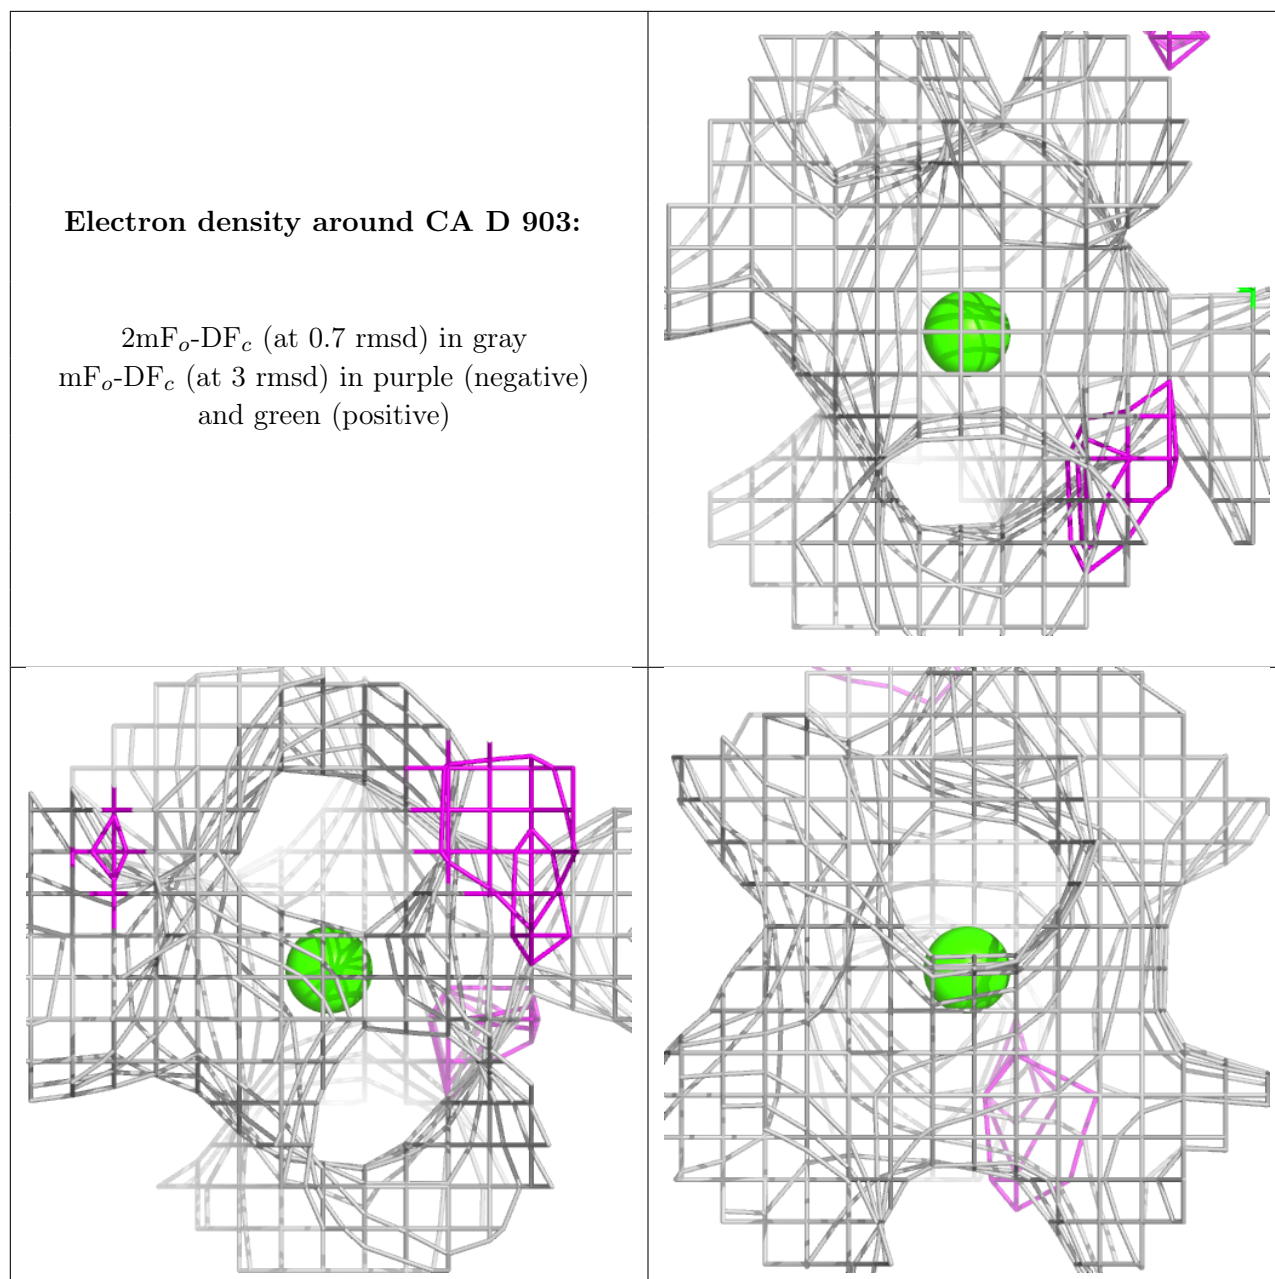 Electron density around CA D 903:
2mFo-DFc (at 0.7 rmsd) in gray
mFo-DFc (at 3 rmsd) in purple (negative)
and green (positive)